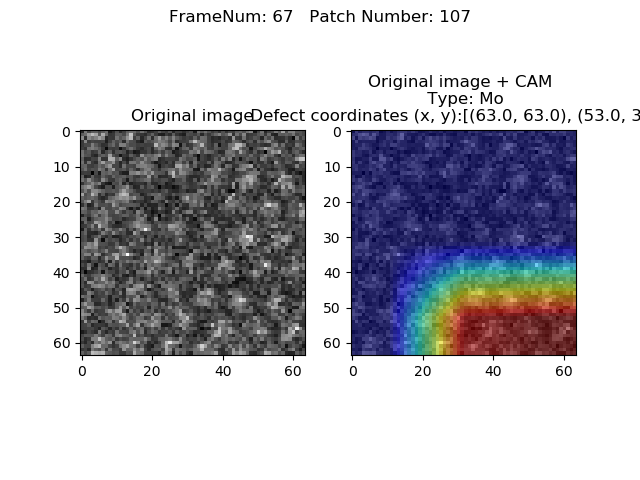 FrameNum: 67   Patch Number: 107
Original image + CAM
Type: Mo
Original image
Defect coordinates (x, y):[(63.0, 63.0), (53.0, 3
0
10
20
30
40
50
60
0 20 40 60
0
10
20
30
40
50
60
0 20 40 60